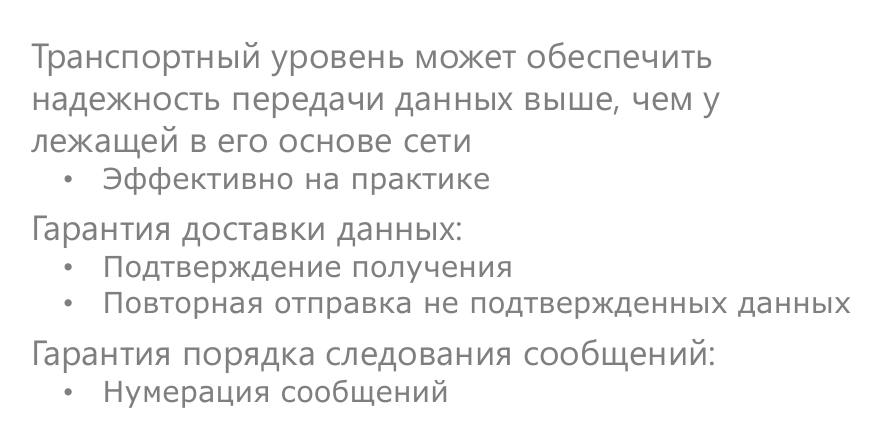 Транспортный уровень может обеспечить
надежность передачи данных выше, чем у
лежащей в его основе сети
• Эффективно на практике
Гарантия доставки данных:
• Подтверждение получения
• Повторная отправка не подтвержденных данных
Гарантия порядка следования сообщений:
• Нумерация сообщений